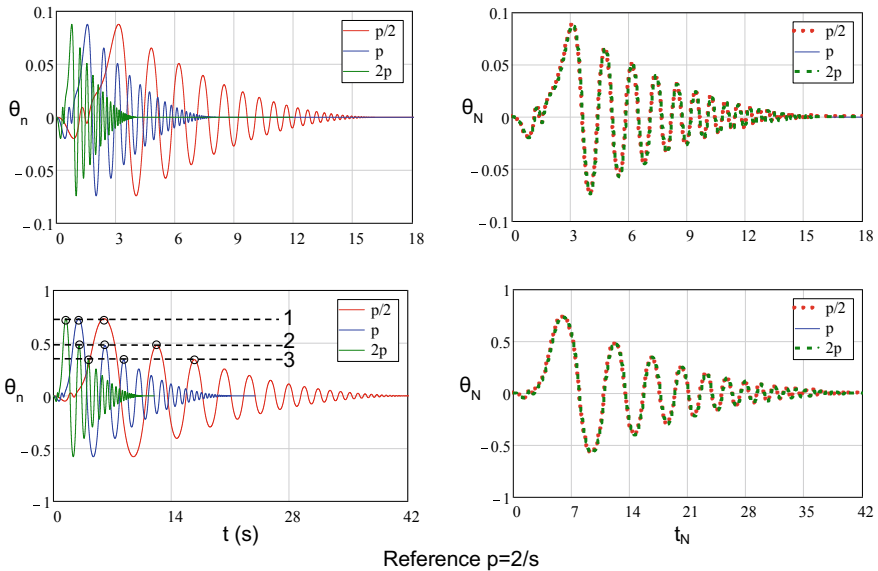 0.1
0.05
0
−0.05
−0.1
θn
p/2
p
2p
0 3 6 9 12 15 18
0.1
0.05
0
−0.05
−0.1
θN
p/2
p
2p
0 3 6 9 12 15 18
1
0.5
0
−0.5
−1
θn
1
2
3
p/2
p
2p
0 14 28 42
t (s)
1
0.5
0
−0.5
−1
θN
p/2
p
2p
0 7 14 21 28 35 42
tN
Reference p=2/s